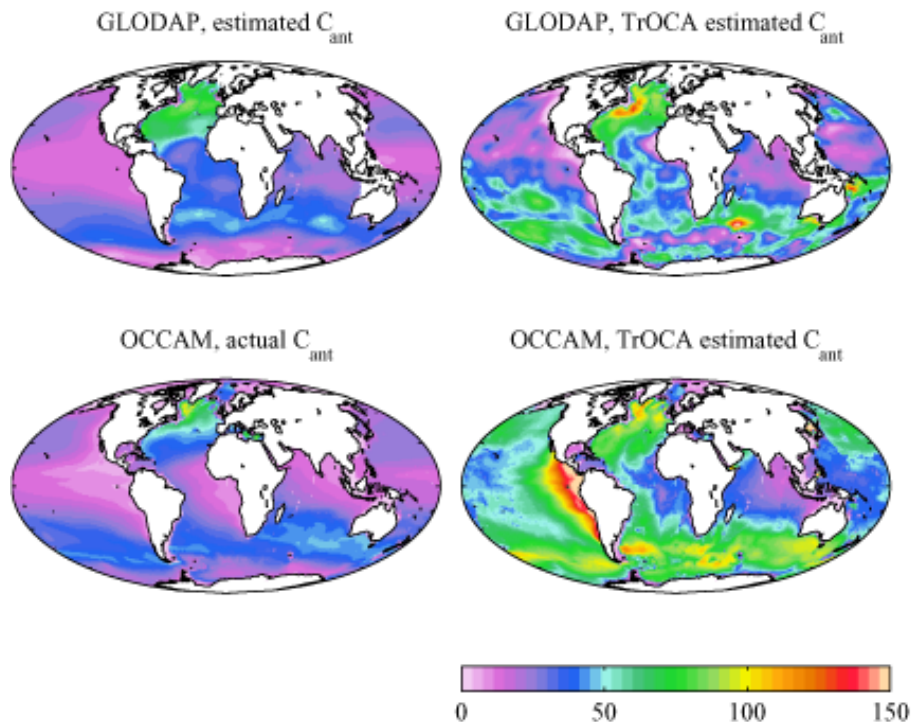 GLODAP, estimated C_ant
GLODAP, TrOCA estimated C_ant
OCCAM, actual C_ant
OCCAM, TrOCA estimated C_ant
0 50 100 150